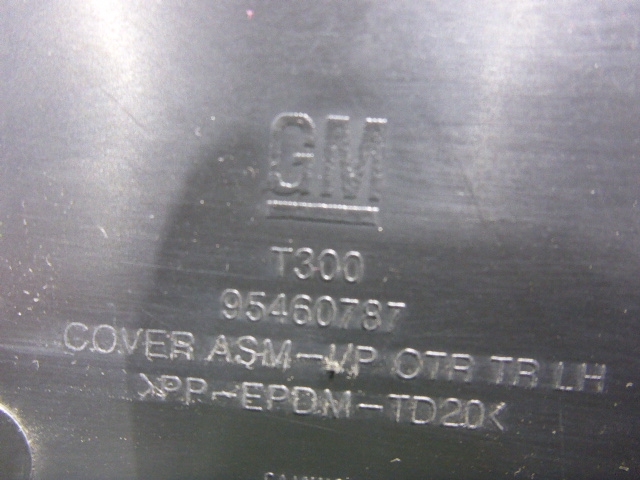 GM
T300
95460787
COVER ASM-I/P OTR TR LH
>PP-EPDM-TD20<